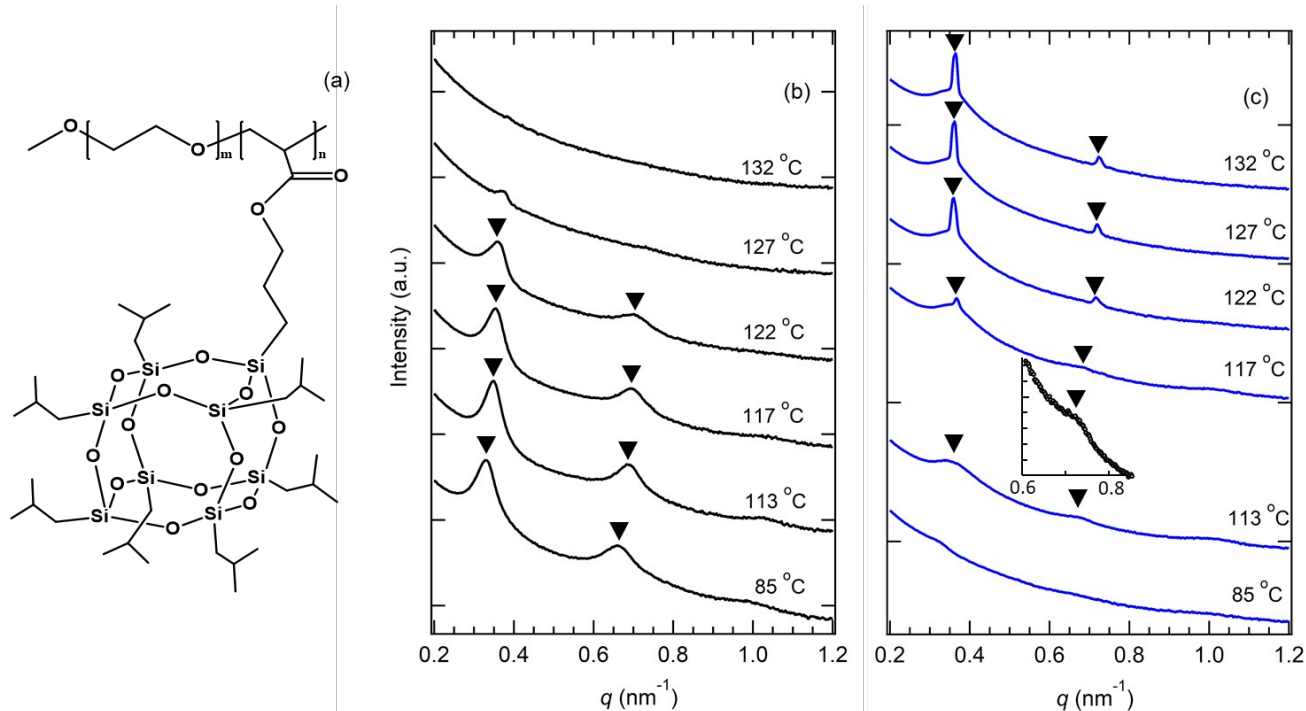 (a)
O
O
m
n
O
O
Si
O
Si
O
O
Si
O
Si
O
O
O
O
Si
O
Si
O
O
Si
O
Si
(b)
132 °C
127 °C
122 °C
117 °C
113 °C
85 °C
Intensity (a.u.)
0.2 0.4 0.6 0.8 1.0 1.2
q (nm⁻¹)
(c)
132 °C
127 °C
122 °C
117 °C
0.6 0.8
113 °C
85 °C
0.2 0.4 0.6 0.8 1.0 1.2
q (nm⁻¹)